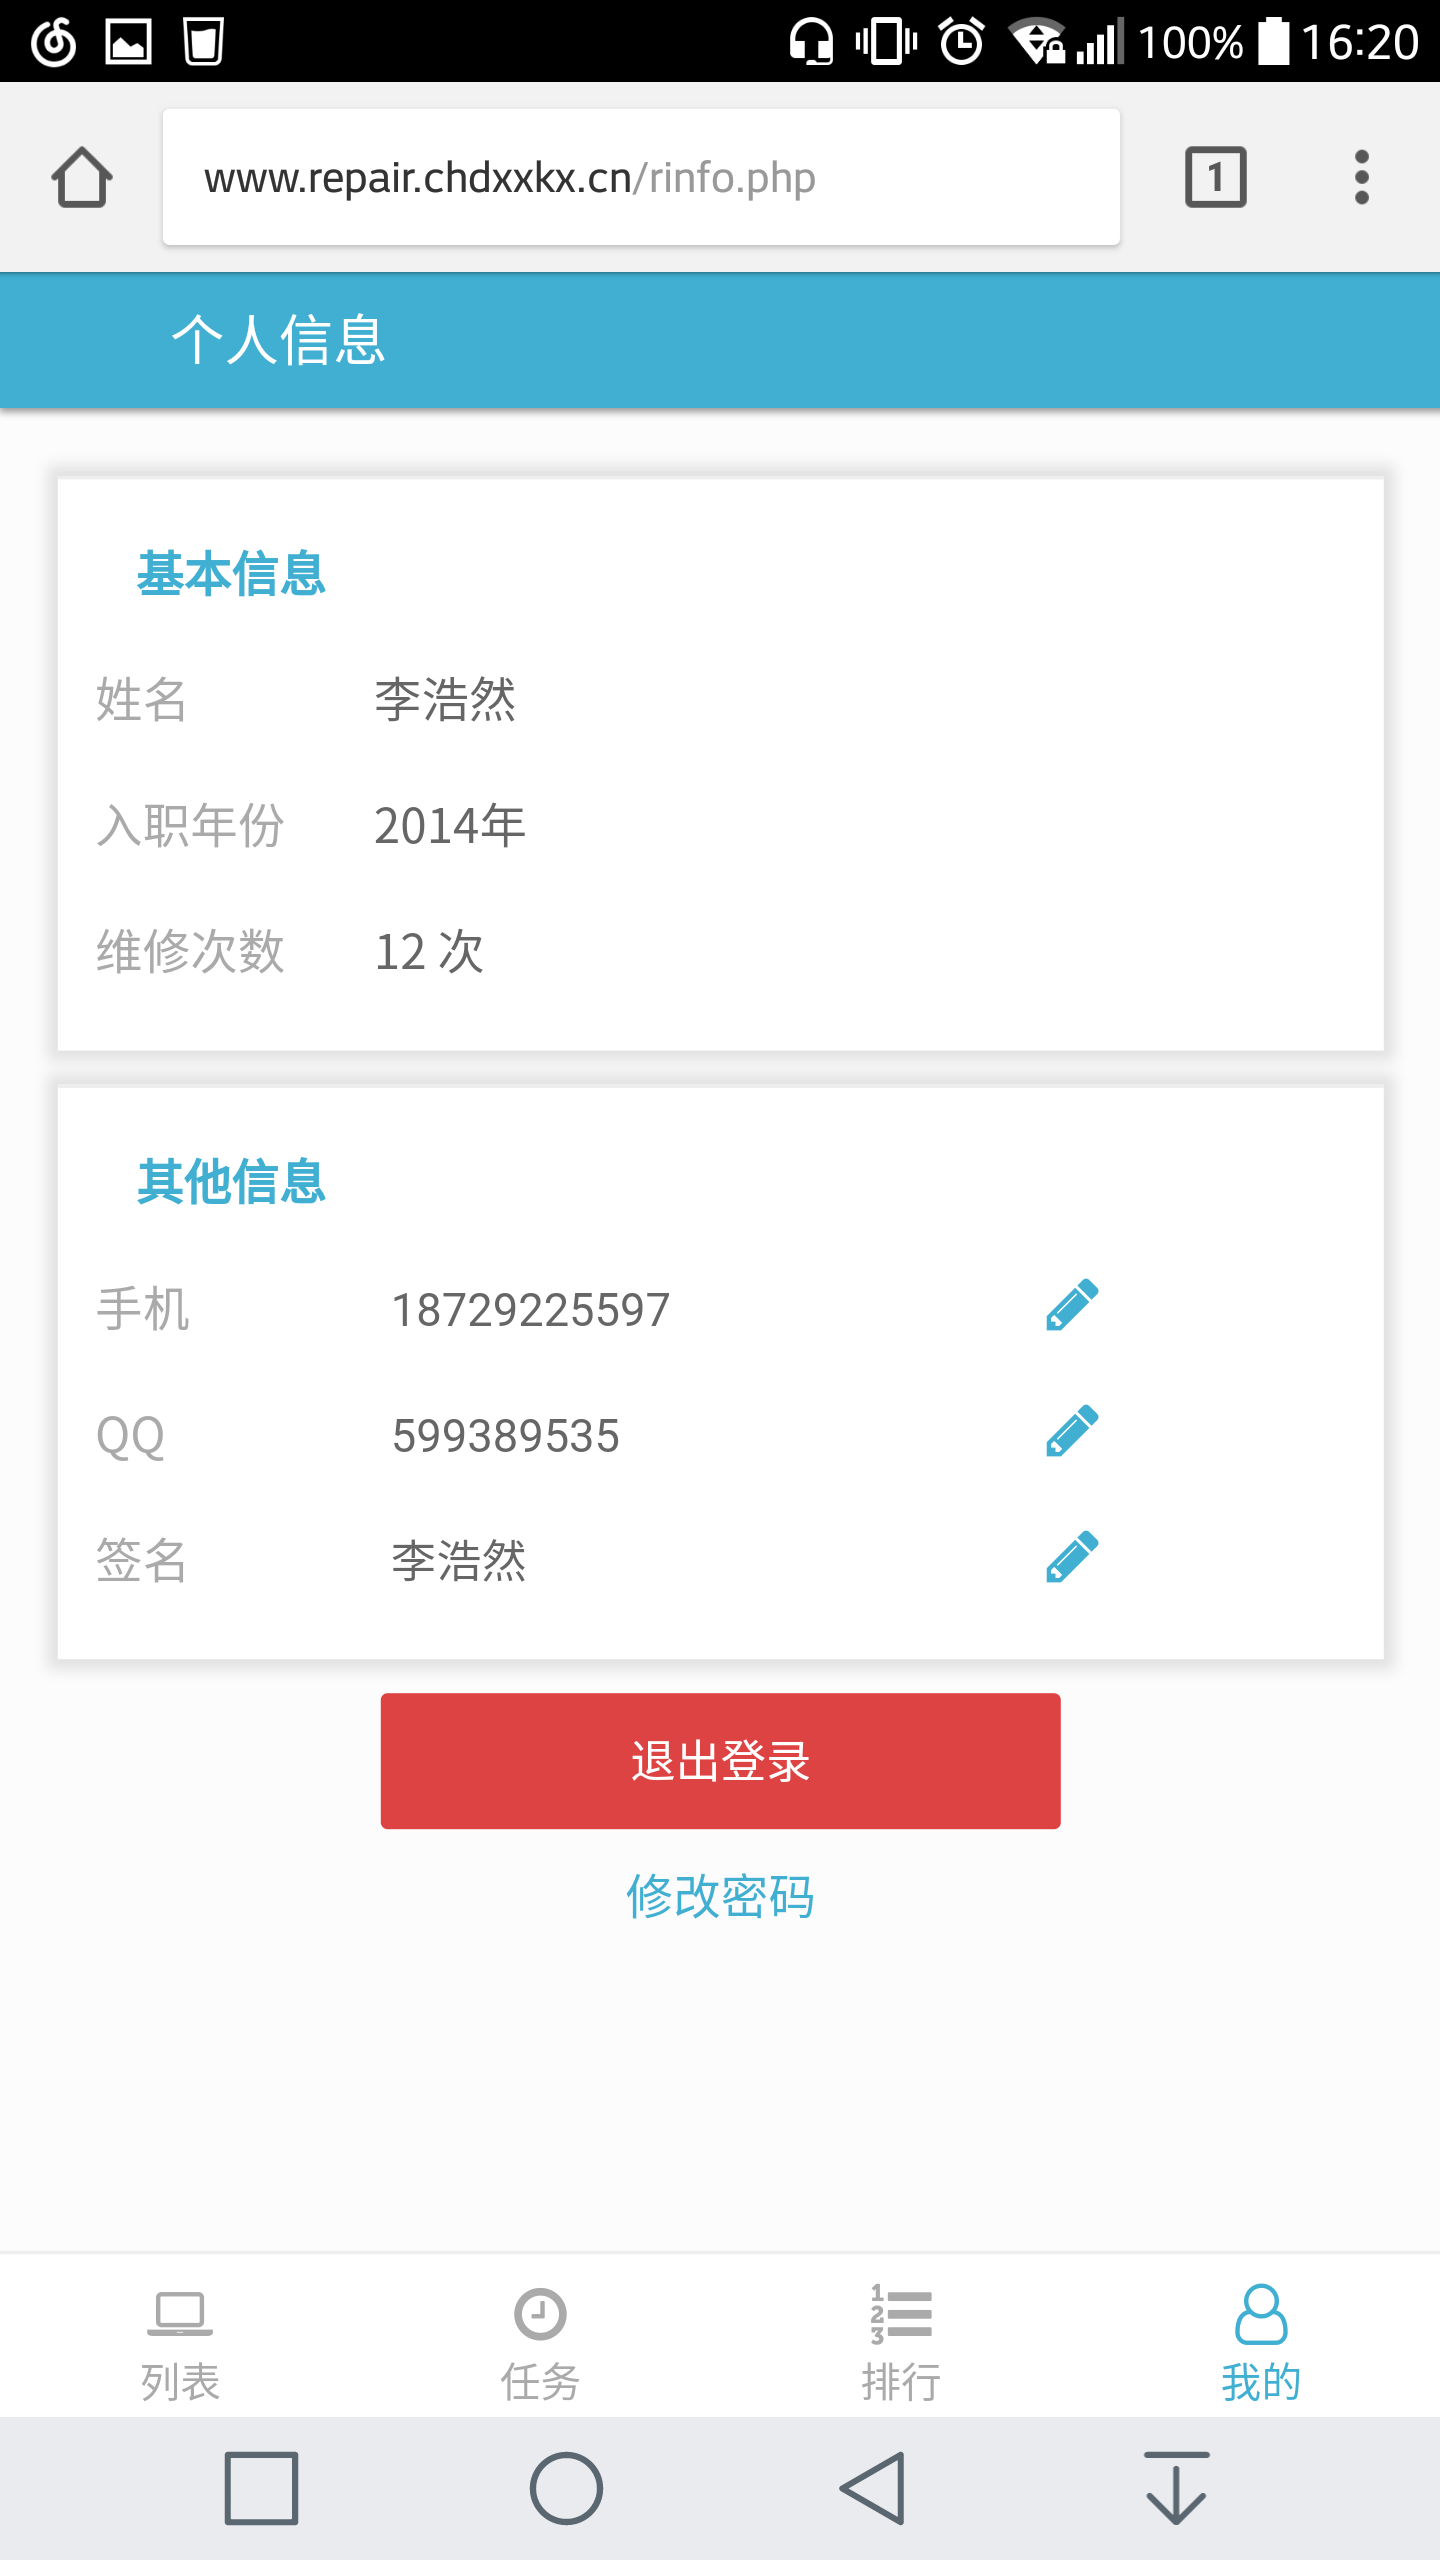 100% 16:20
www.repair.chdxxkx.cn/rinfo.php
1
个人信息
基本信息
姓名 李浩然
入职年份 2014年
维修次数 12 次
其他信息
手机 18729225597
QQ 599389535
签名 李浩然
退出登录
修改密码
列表 任务 排行 我的